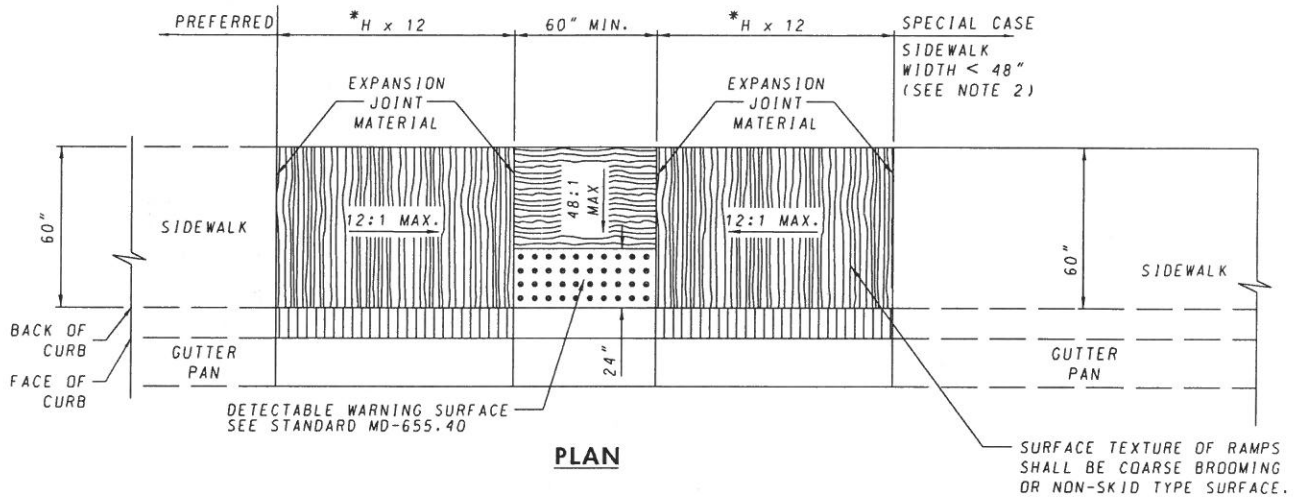 PREFERRED
*H x 12
60" MIN.
*H x 12
SPECIAL CASE
SIDEWALK
WIDTH < 48"
(SEE NOTE 2)
EXPANSION
JOINT
MATERIAL
EXPANSION
JOINT
MATERIAL
60"
SIDEWALK
12:1 MAX.
48:1
MAX
12:1 MAX.
60"
SIDEWALK
BACK OF
CURB
FACE OF
CURB
GUTTER
PAN
24"
GUTTER
PAN
DETECTABLE WARNING SURFACE
SEE STANDARD MD-655.40
PLAN
SURFACE TEXTURE OF RAMPS
SHALL BE COARSE BROOMING
OR NON-SKID TYPE SURFACE.